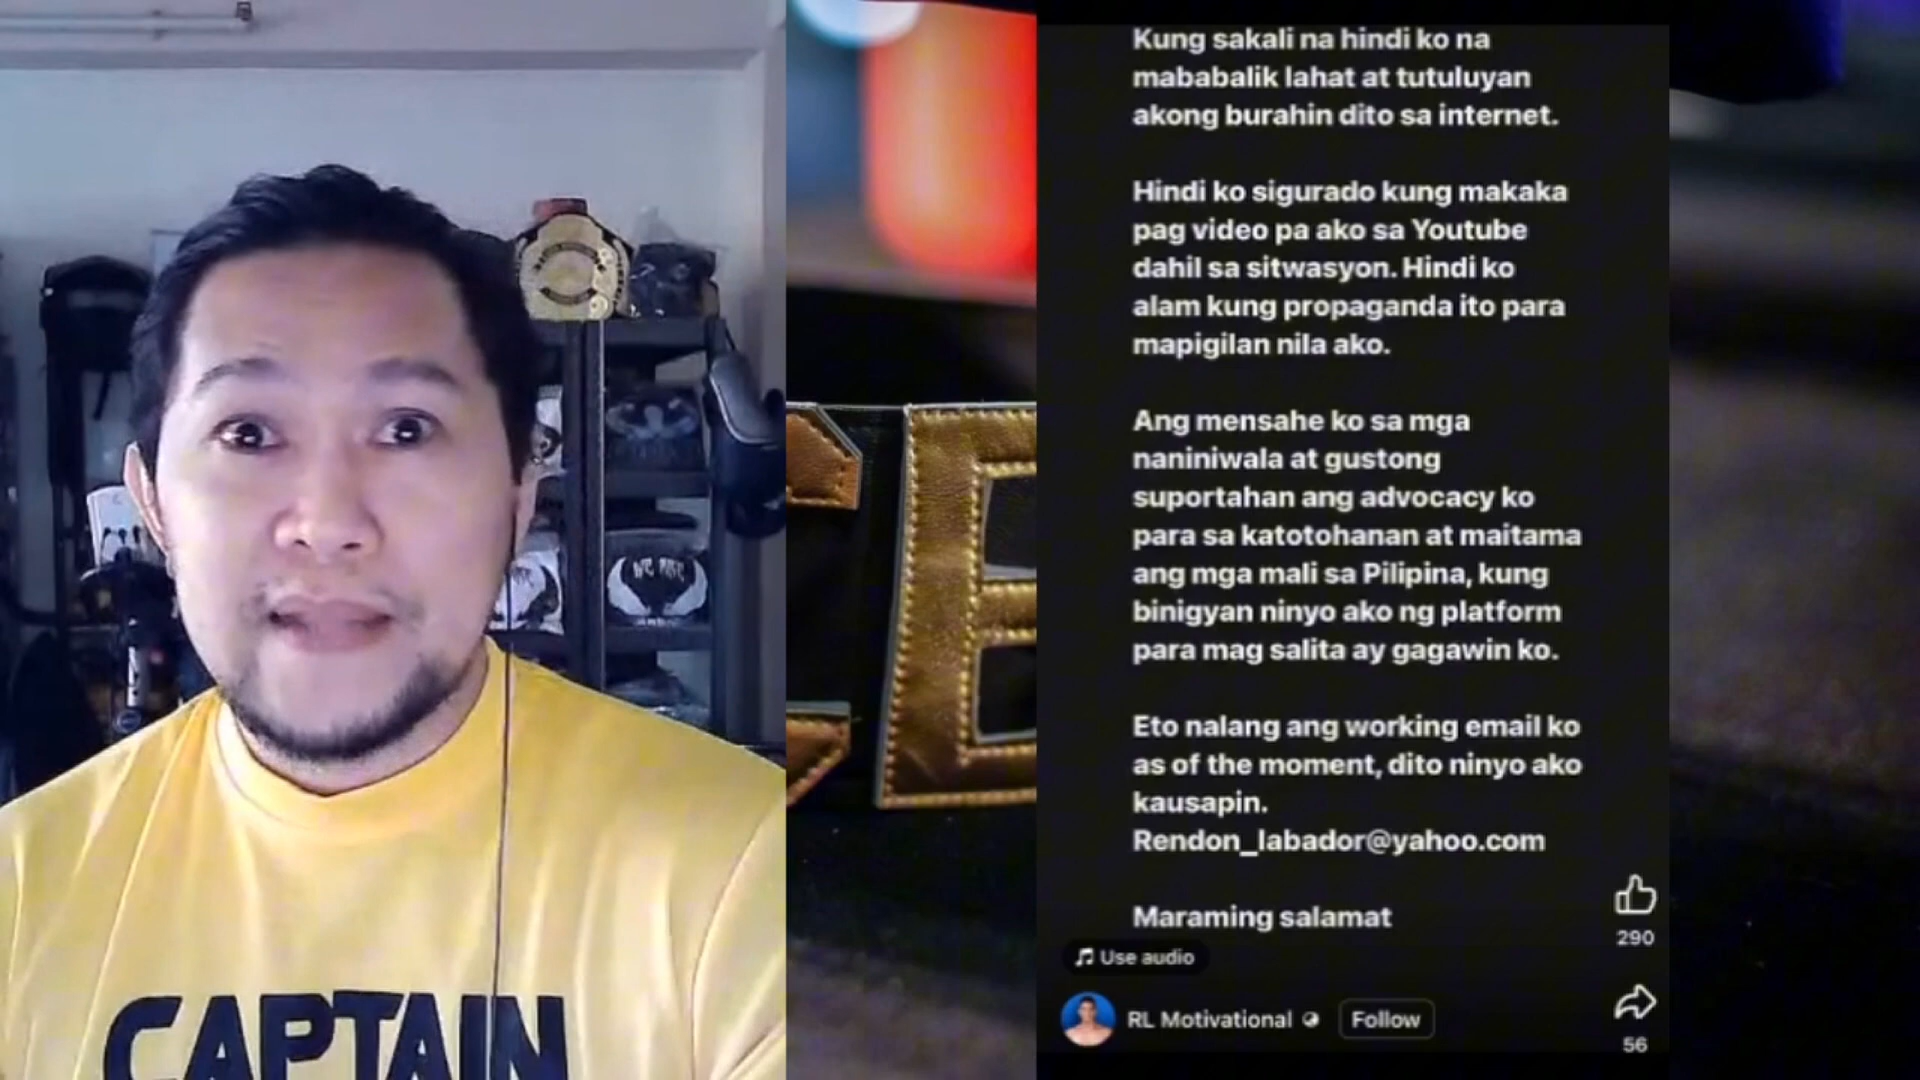 Kung sakali na hindi ko na
mababalik lahat at tutuluyan
akong burahin dito sa internet.
Hindi ko sigurado kung makaka
pag video pa ako sa Youtube
dahil sa sitwasyon. Hindi ko
alam kung propaganda ito para
mapigilan nila ako.
Ang mensahe ko sa mga
naniniwala at gustong
suportahan ang advocacy ko
para sa katotohanan at maitama
ang mga mali sa Pilipina, kung
binigyan ninyo ako ng platform
para mag salita ay gagawin ko.
Eto nalang ang working email ko
as of the moment, dito ninyo ako
kausapin.
Rendon_labador@yahoo.com
Maraming salamat
290
Use audio
RL Motivational
Follow
56
CAPTAIN
WE ARE
E